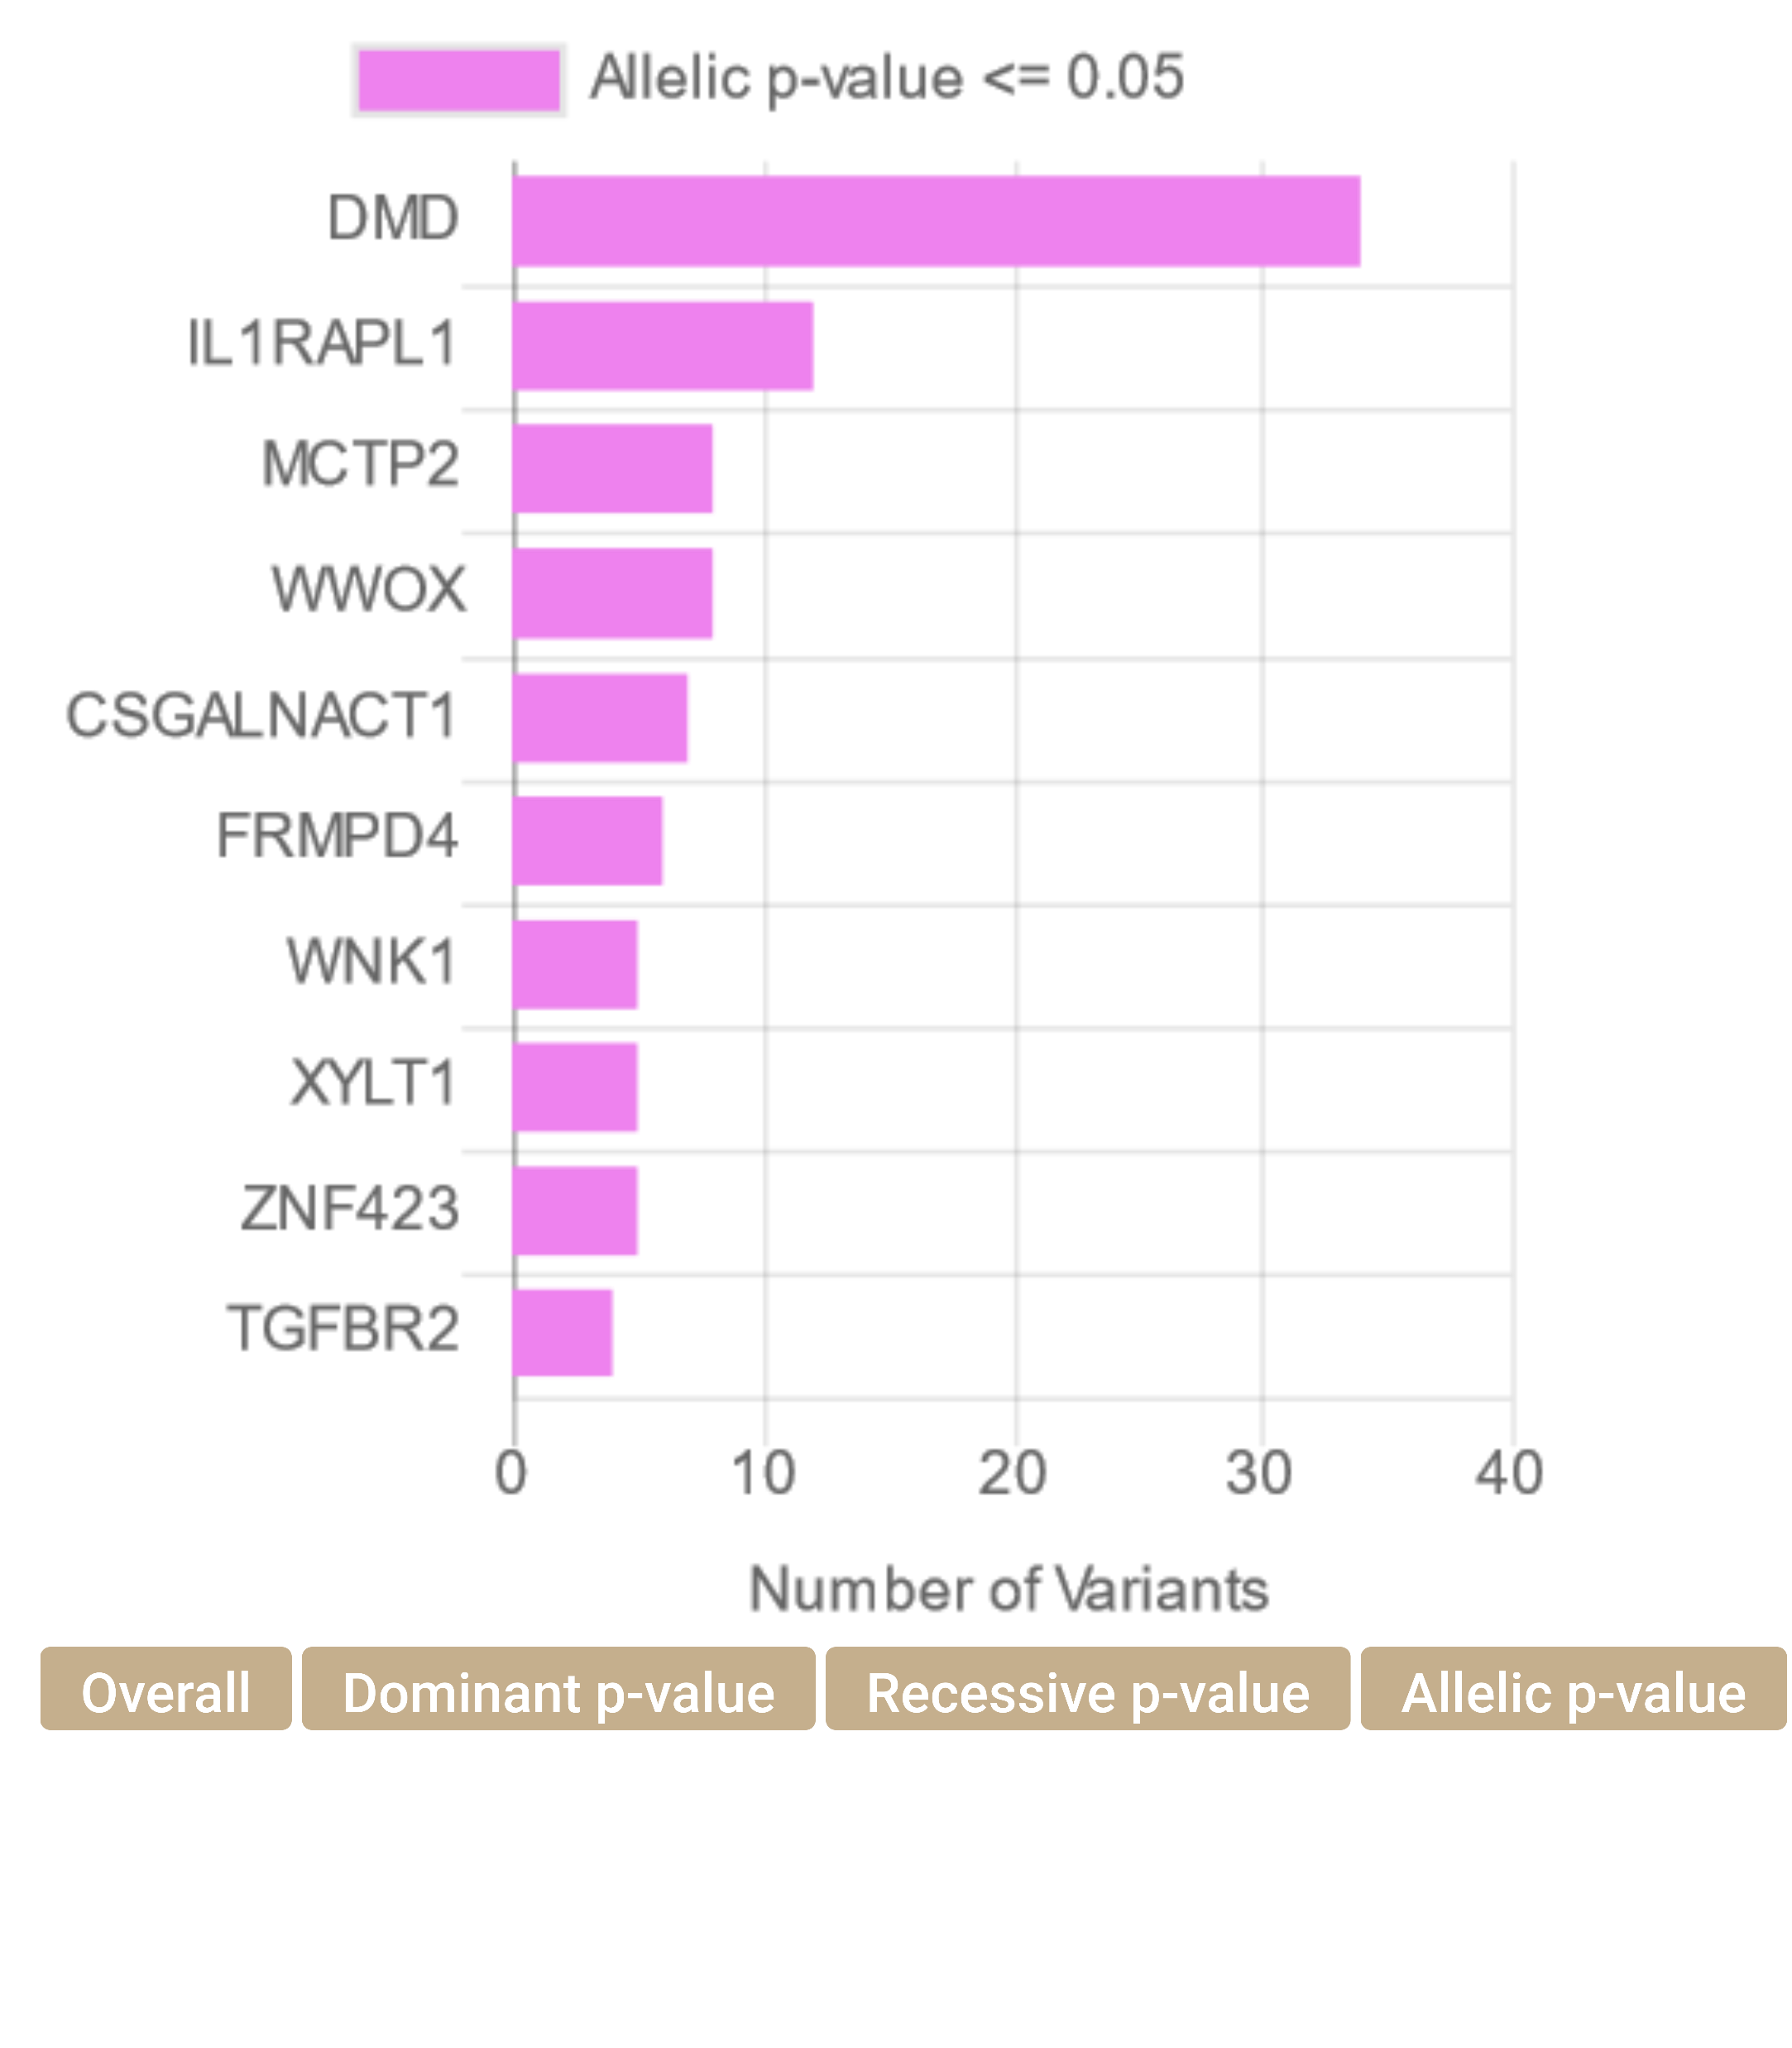 Allelic p-value <= 0.05
DMD
IL1RAPL1
MCTP2
WWOX
CSGALNACT1
FRMPD4
WNK1
XYLT1
ZNF423
TGFBR2
0 10 20 30 40
Number of Variants
Overall Dominant p-value Recessive p-value Allelic p-value